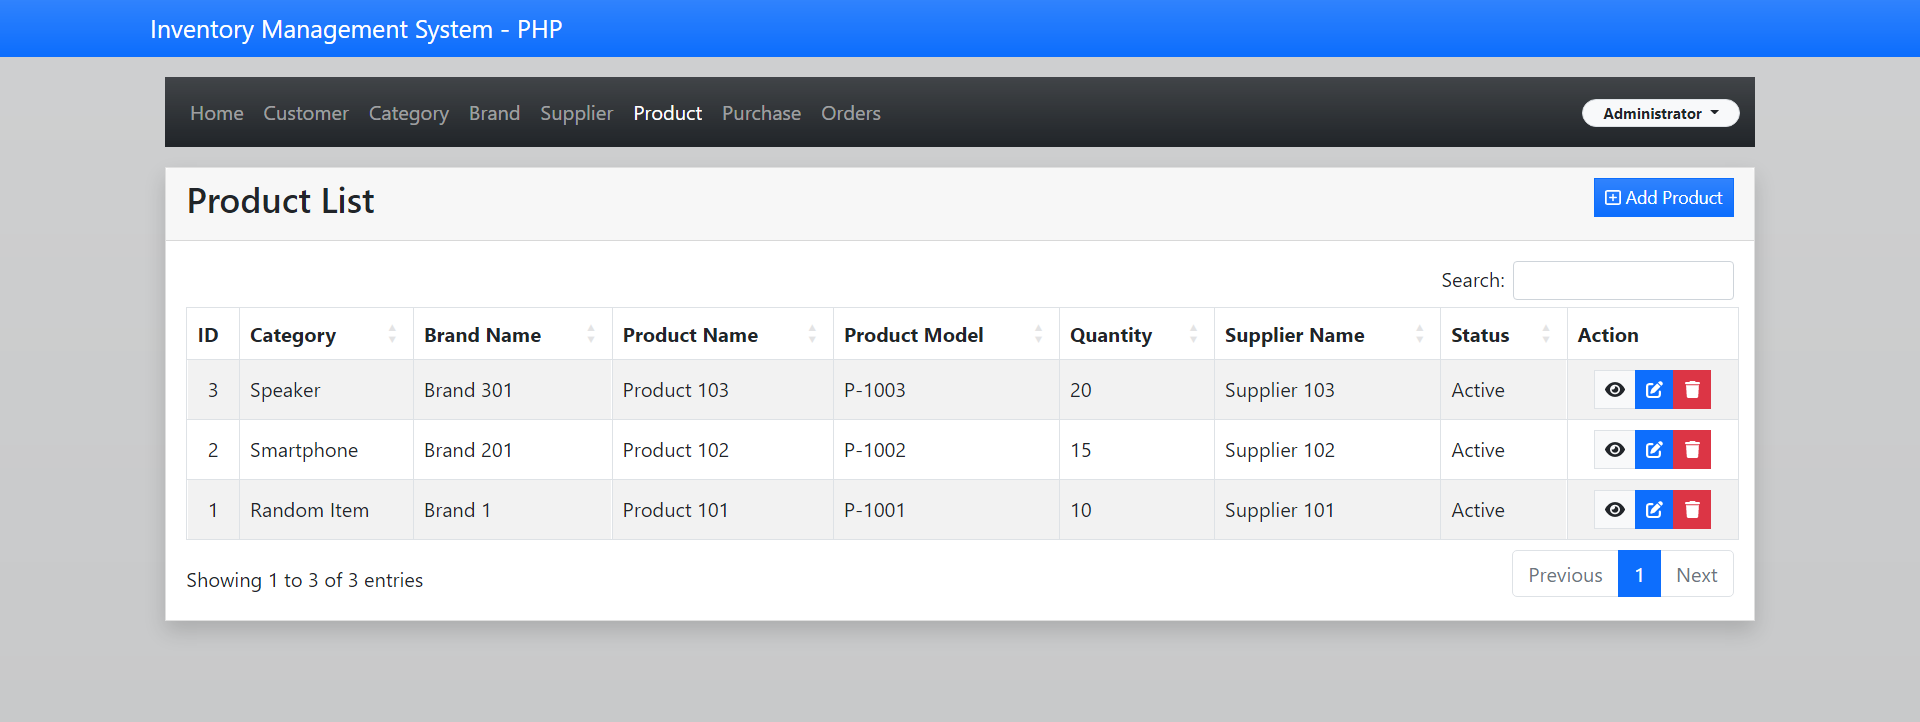 Inventory Management System - PHP
Home Customer Category Brand Supplier Product Purchase Orders Administrator
Product List Add Product
Search:
ID Category Brand Name Product Name Product Model Quantity Supplier Name Status Action
3 Speaker Brand 301 Product 103 P-1003 20 Supplier 103 Active
2 Smartphone Brand 201 Product 102 P-1002 15 Supplier 102 Active
1 Random Item Brand 1 Product 101 P-1001 10 Supplier 101 Active
Showing 1 to 3 of 3 entries Previous 1 Next